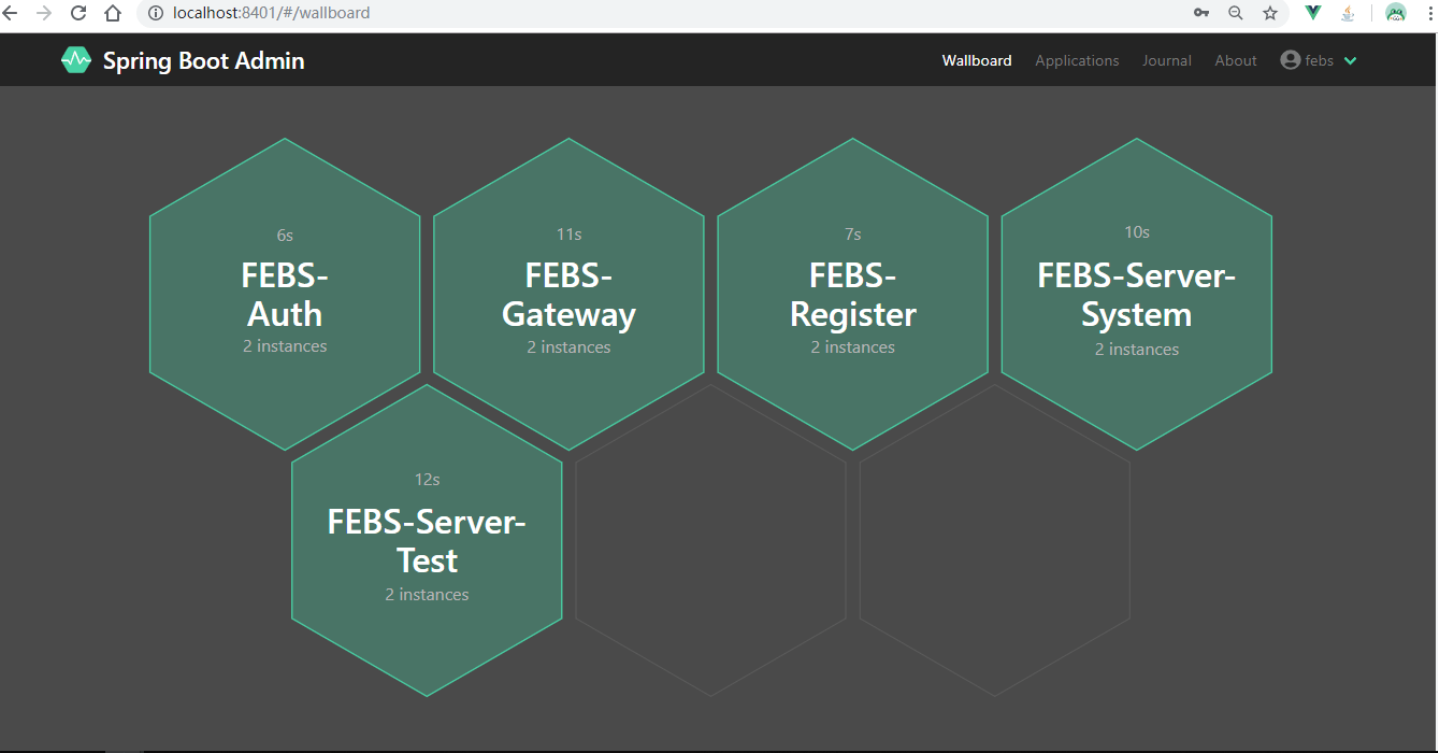 localhost:8401/#/wallboard
Spring Boot Admin
Wallboard
Applications
Journal
About
febs
6s
FEBS-
Auth
2 instances
11s
FEBS-
Gateway
2 instances
7s
FEBS-
Register
2 instances
10s
FEBS-Server-
System
2 instances
12s
FEBS-Server-
Test
2 instances